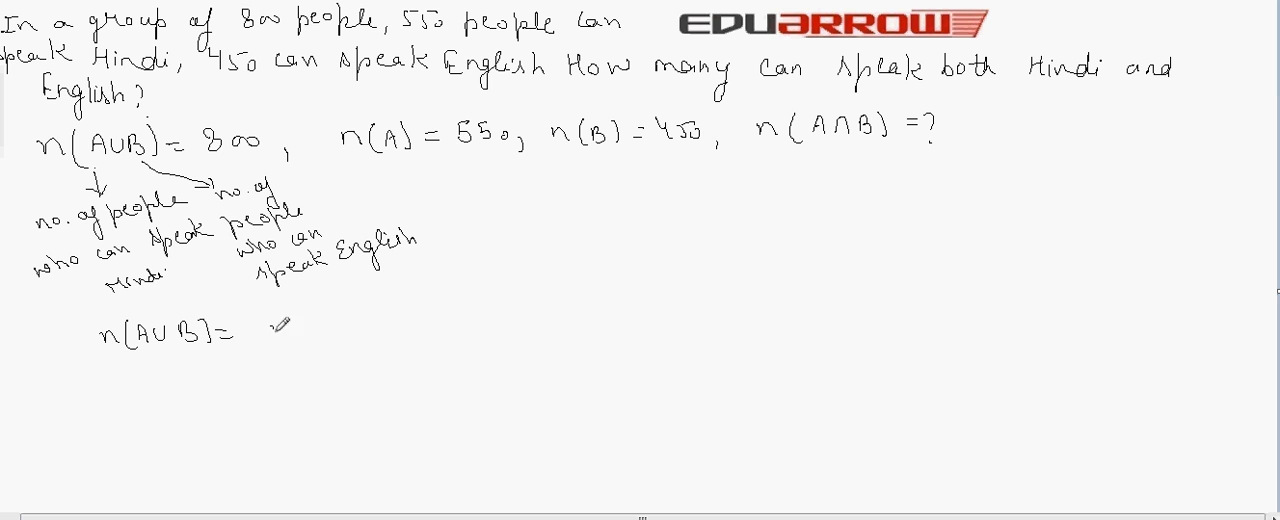 In a group of 800 people, 550 people can
EDUARROW
speak Hindi, 450 can speak English How many can speak both Hindi and
English?
n(A∪B)= 800, n(A) = 550, n(B) = 450, n(A∩B) = ?
no. of people
who can speak
Hindi
no. of
people
who can
speak English
n(A∪B)=